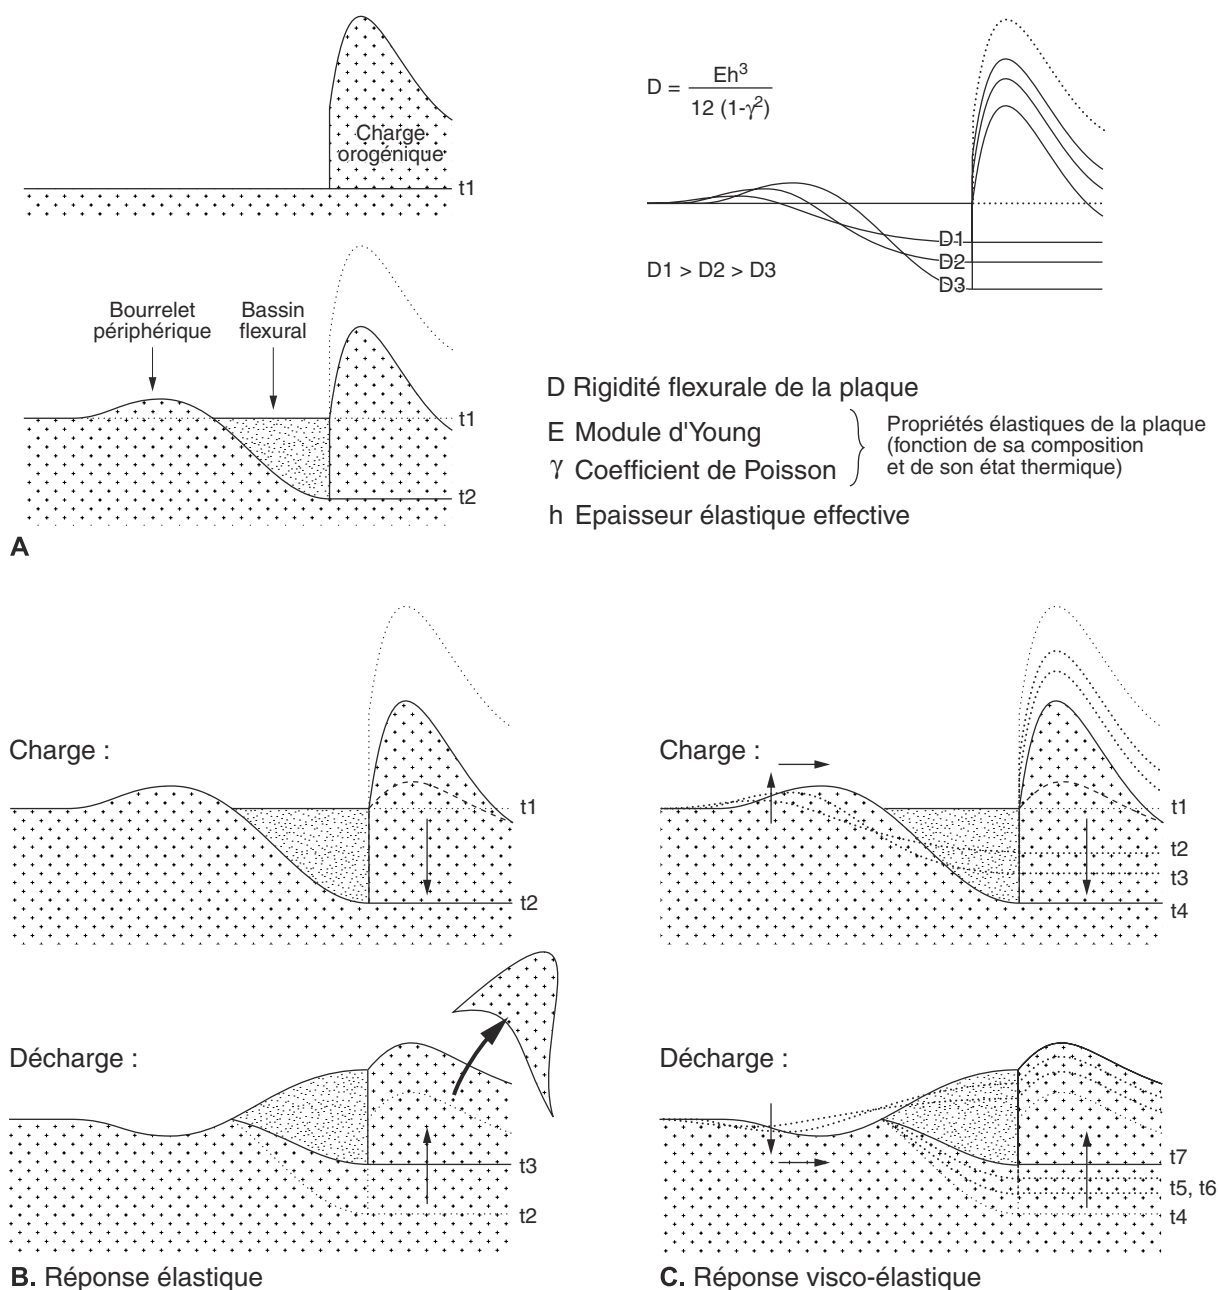 Charge
orogénique
t1
Bourrelet
périphérique
Bassin
flexural
t1
t2
A
D = Eh³ / 12 (1-γ²)
D1
D2
D3
D1 > D2 > D3
D Rigidité flexurale de la plaque
E Module d'Young
γ Coefficient de Poisson
Propriétés élastiques de la plaque
(fonction de sa composition
et de son état thermique)
h Epaisseur élastique effective
Charge :
t1
t2
Décharge :
t3
t2
B. Réponse élastique
Charge :
t1
t2
t3
t4
Décharge :
t7
t5, t6
t4
C. Réponse visco-élastique